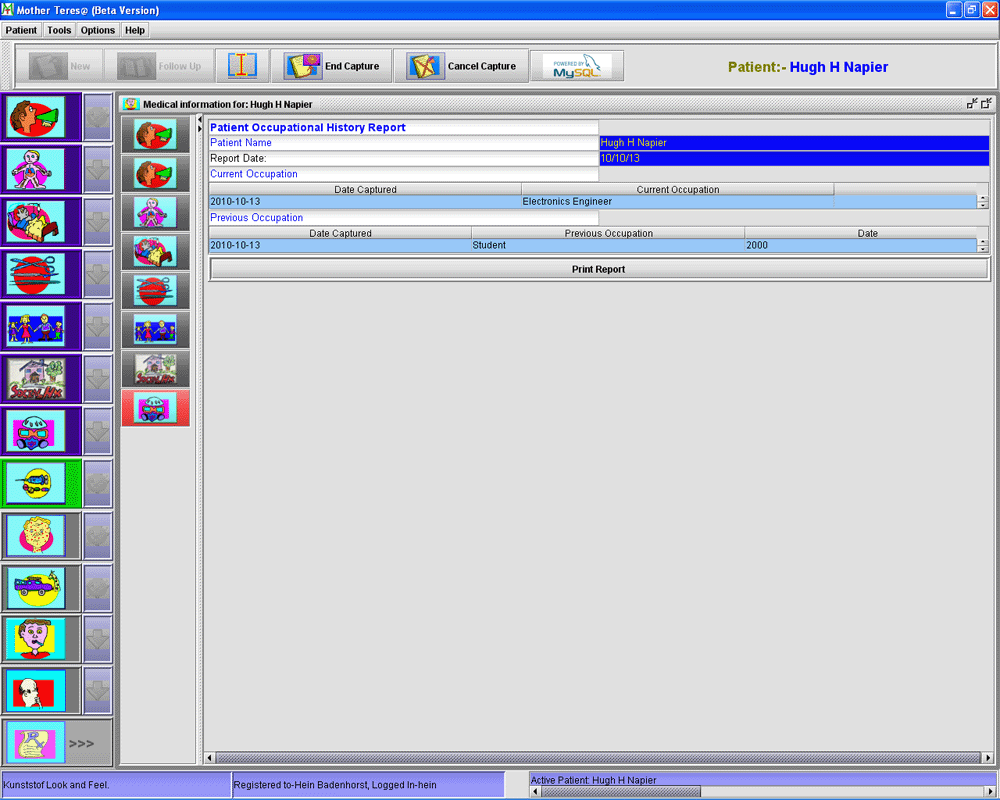 Mother Teres@ (Beta Version)
Patient Tools Options Help
New Follow Up End Capture Cancel Capture POWERED BY MySQL Patient:- Hugh H Napier
Medical information for: Hugh H Napier
Patient Occupational History Report
Patient Name Hugh H Napier
Report Date: 10/10/13
Current Occupation
Date Captured Current Occupation
2010-10-13 Electronics Engineer
Previous Occupation
Date Captured Previous Occupation Date
2010-10-13 Student 2000
Print Report
>>>
Kunststof Look and Feel. Registered to-Hein Badenhorst, Logged In-hein Active Patient: Hugh H Napier